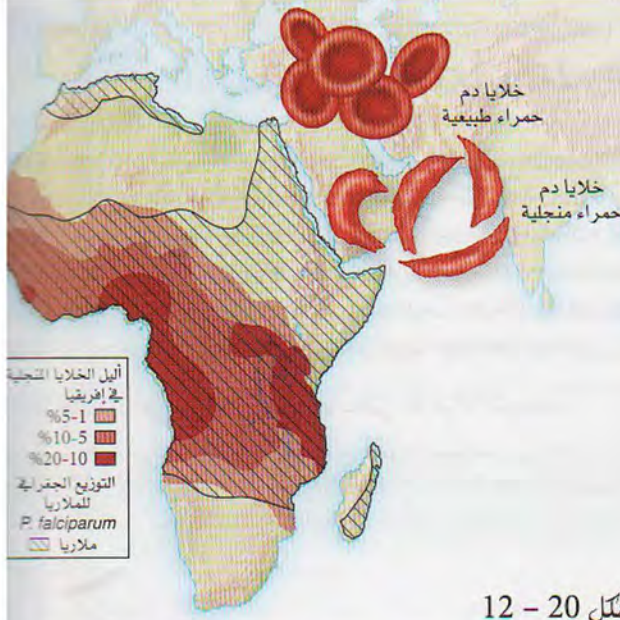 خلايا دم
حمراء طبيعية
خلايا دم
حمراء منجلية
أليل الخلايا المنجلية
في إفريقيا
%5-1
%10-5
%20-10
التوزيع الجغرافي
للملاريا
P. falciparum
ملاريا
12 – 20